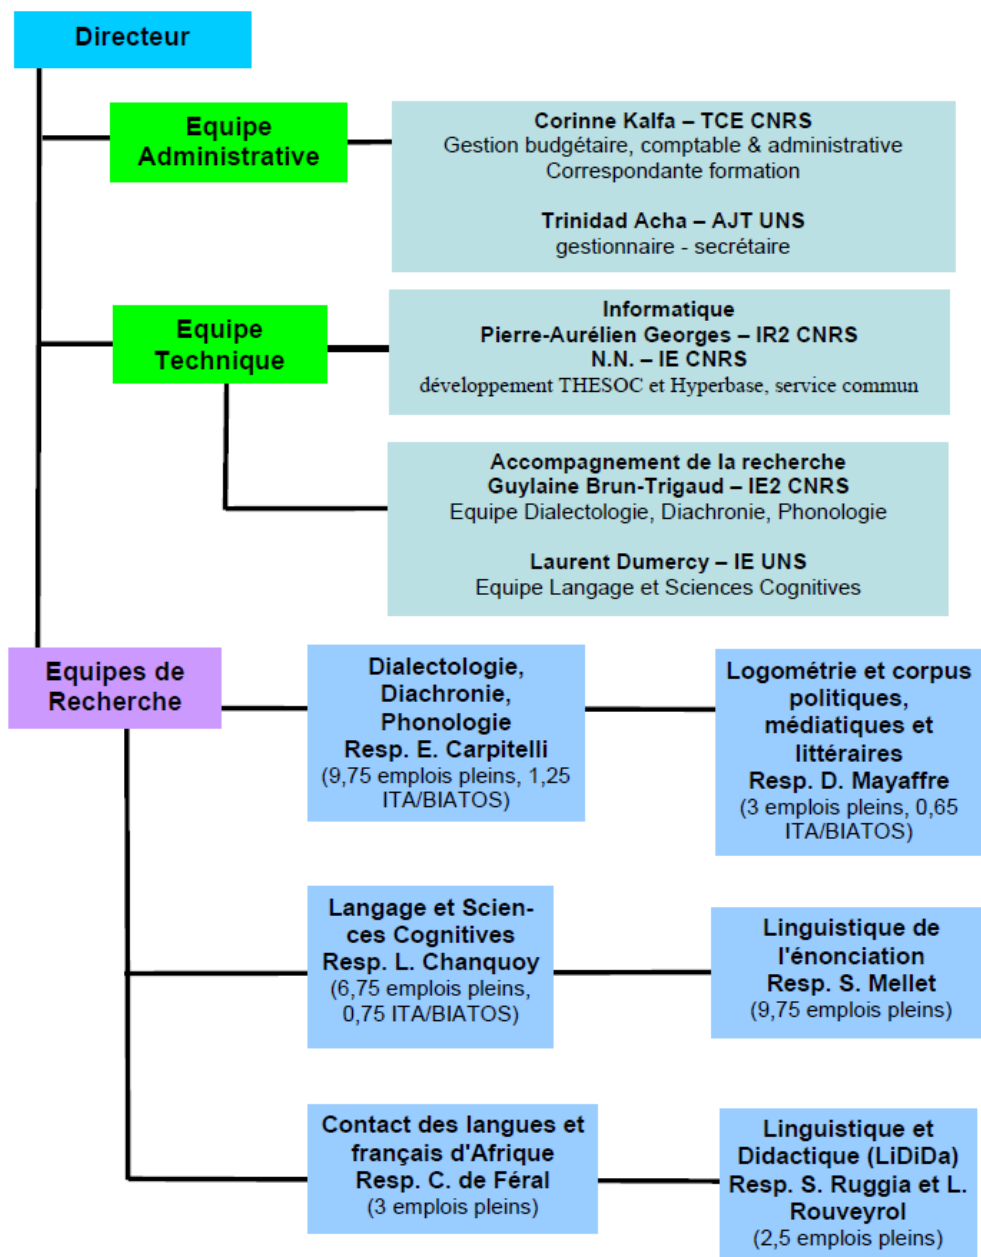 Directeur
Equipe
Administrative
Corinne Kalfa – TCE CNRS
Gestion budgétaire, comptable & administrative
Correspondante formation
Trinidad Acha – AJT UNS
gestionnaire - secrétaire
Equipe
Technique
Informatique
Pierre-Aurélien Georges – IR2 CNRS
N.N. – IE CNRS
développement THESOC et Hyperbase, service commun
Accompagnement de la recherche
Guylaine Brun-Trigaud – IE2 CNRS
Equipe Dialectologie, Diachronie, Phonologie
Laurent Dumercy – IE UNS
Equipe Langage et Sciences Cognitives
Equipes de
Recherche
Dialectologie,
Diachronie,
Phonologie
Resp. E. Carpitelli
(9,75 emplois pleins, 1,25
ITA/BIATOS)
Logométrie et corpus
politiques,
médiatiques et
littéraires
Resp. D. Mayaffre
(3 emplois pleins, 0,65
ITA/BIATOS)
Langage et Scien-
ces Cognitives
Resp. L. Chanquoy
(6,75 emplois pleins,
0,75 ITA/BIATOS)
Linguistique de
l'énonciation
Resp. S. Mellet
(9,75 emplois pleins)
Contact des langues et
français d'Afrique
Resp. C. de Féral
(3 emplois pleins)
Linguistique et
Didactique (LiDiDa)
Resp. S. Ruggia et L.
Rouveyrol
(2,5 emplois pleins)